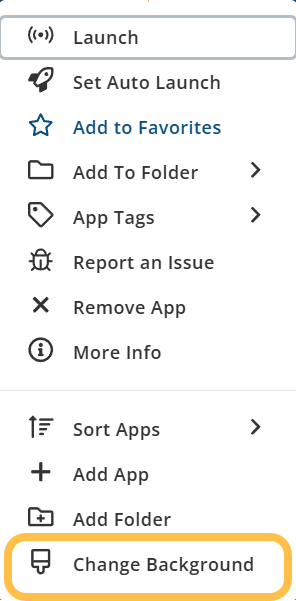 Launch
Set Auto Launch
Add to Favorites
Add To Folder
App Tags
Report an Issue
Remove App
More Info
Sort Apps
Add App
Add Folder
Change Background